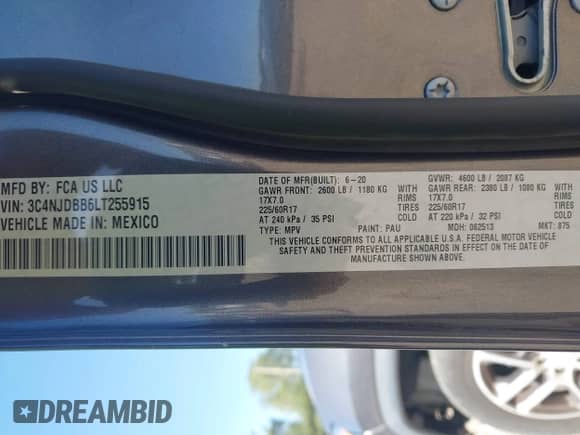 MFD BY: FCA US LLC
VIN: 3C4NJDBB6LT255915
VEHICLE MADE IN: MEXICO
DATE OF MFR(BUILT): 6-20 GVWR: 4600 LB / 2087 KG
GAWR FRONT: 2600 LB / 1180 KG WITH GAWR REAR: 2380 LB / 1080 KG WITH
17X7.0 RIMS 17X7.0 RIMS
225/60R17 TIRES 225/60R17 TIRES
AT 240 kPa / 35 PSI COLD AT 220 kPa / 32 PSI COLD
TYPE: MPV PAINT: PAU MDH: 062513 MKT: 875
THIS VEHICLE CONFORMS TO ALL APPLICABLE U.S.A. FEDERAL MOTOR VEHICLE
SAFETY AND THEFT PREVENTION STANDARDS IN EFFECT ON THE DATE OF
MANUFACTURE SHOWN ABOVE.
DREAMBID